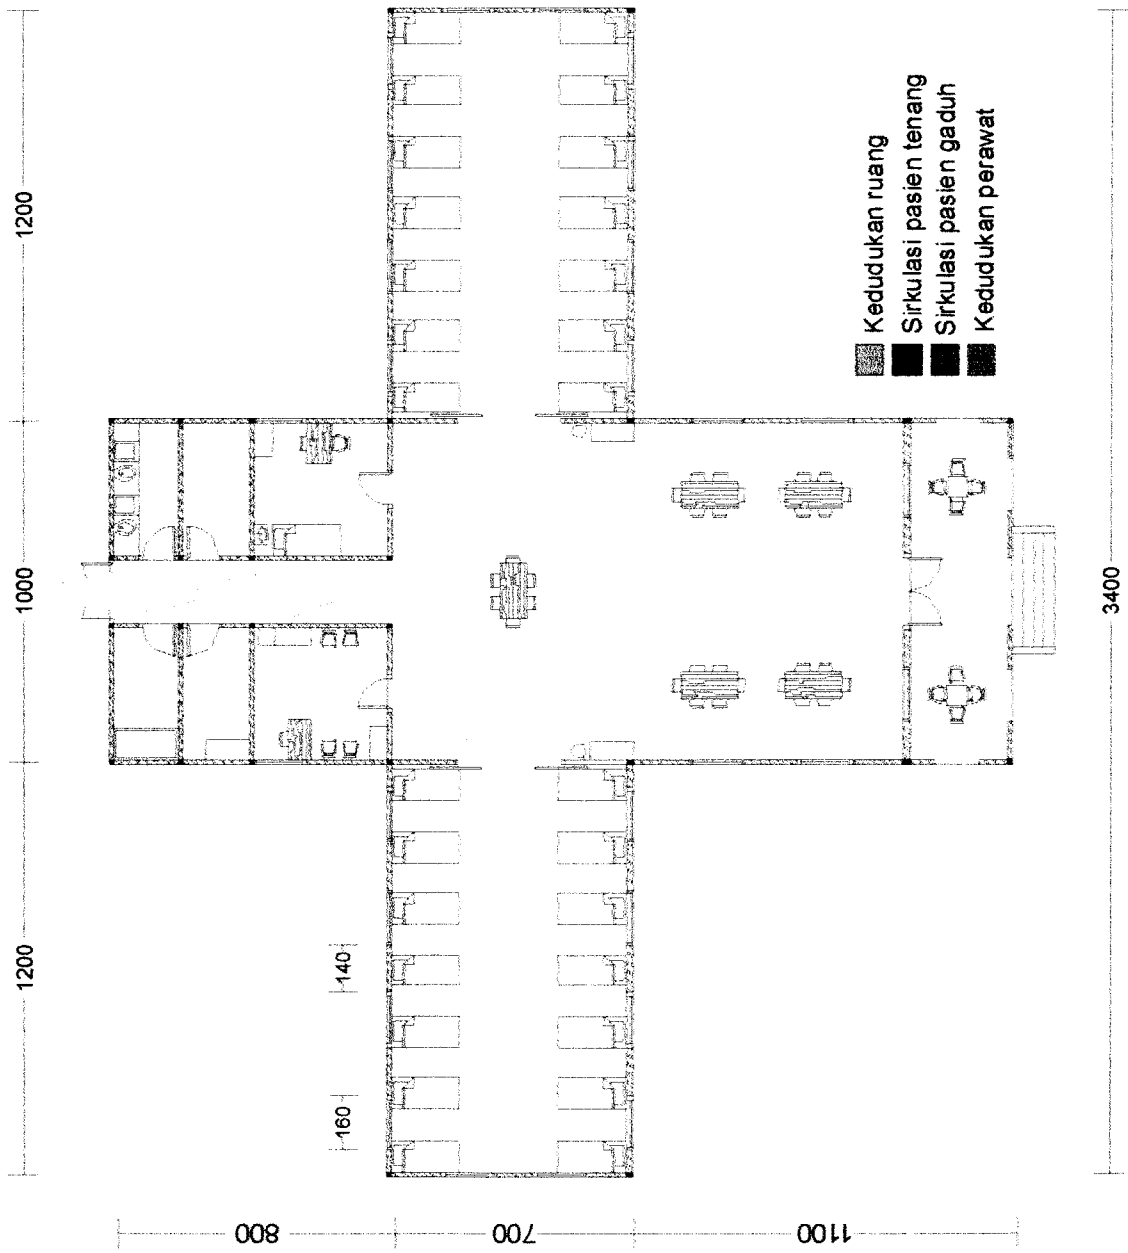 1200
1000
1200
3400
Kedudukan ruang
Sirkulasi pasien tenang
Sirkulasi pasien gaduh
Kedudukan perawat
140
160
800
700
1100